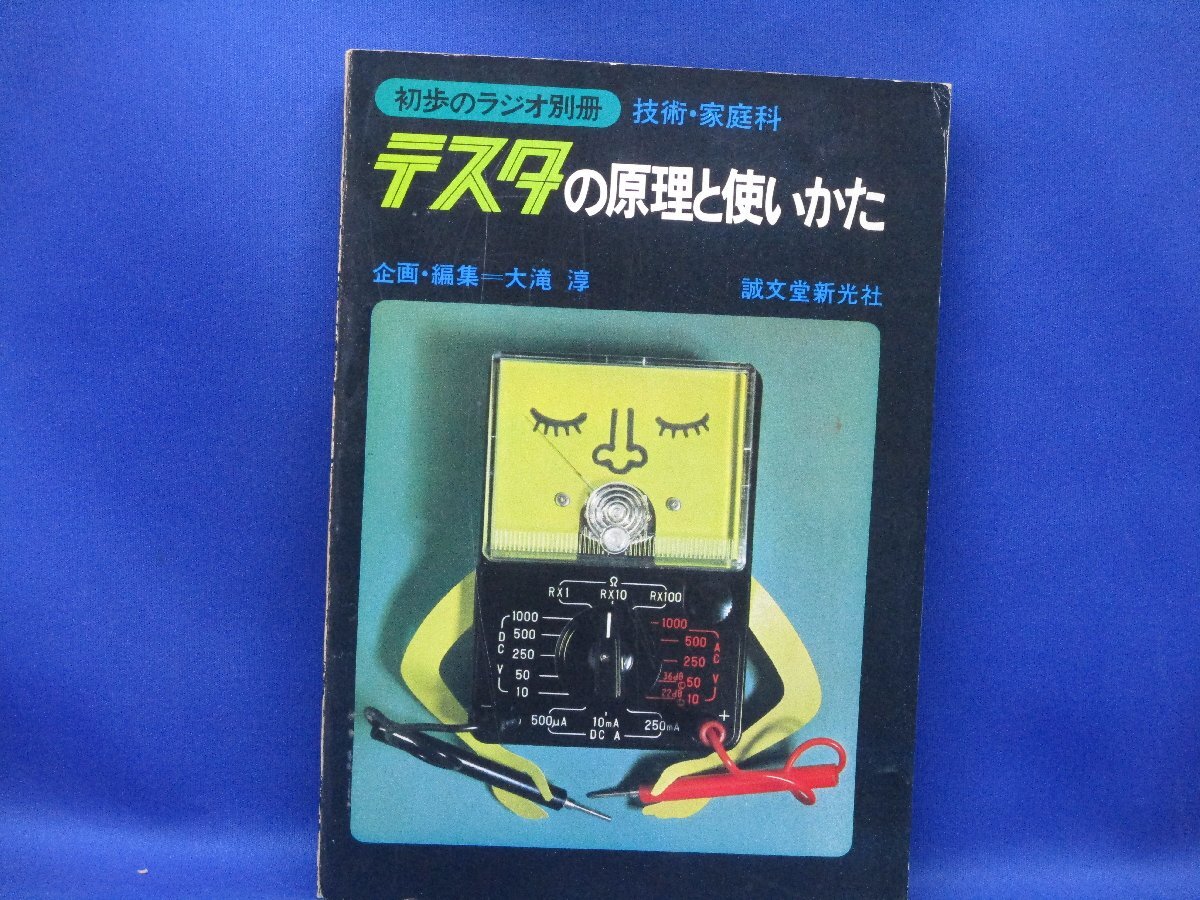 初歩のラジオ別冊 技術・家庭科
テスタの原理と使いかた
企画・編集=大滝 淳 誠文堂新光社
Ω
RX1 RX10 RX100
1000 1000
500 500
250 250
50 50
10 10
DC V
AC V
36dB
22dB
- +
500μA 10mA 250mA
DC A